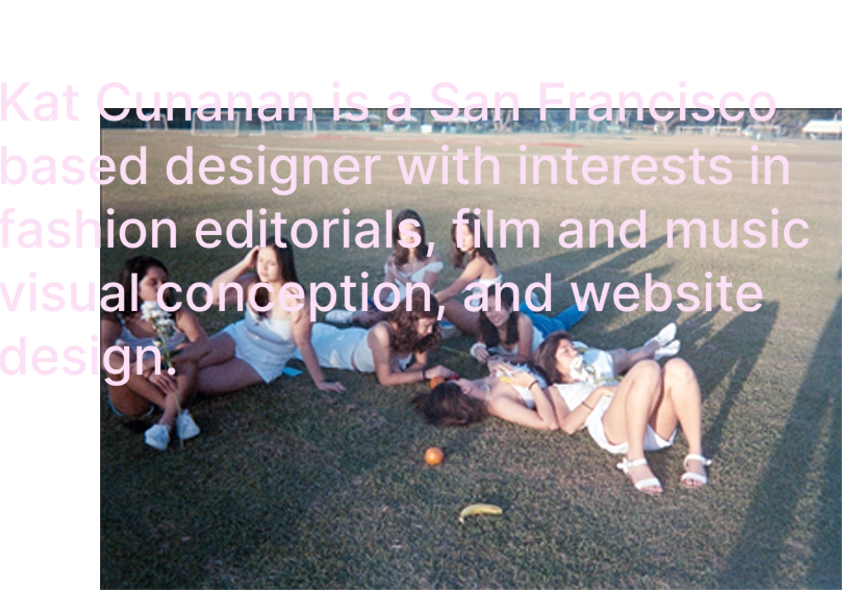 Kat Cunanan is a San Francisco
based designer with interests in
fashion editorials, film and music
visual conception, and website
design.